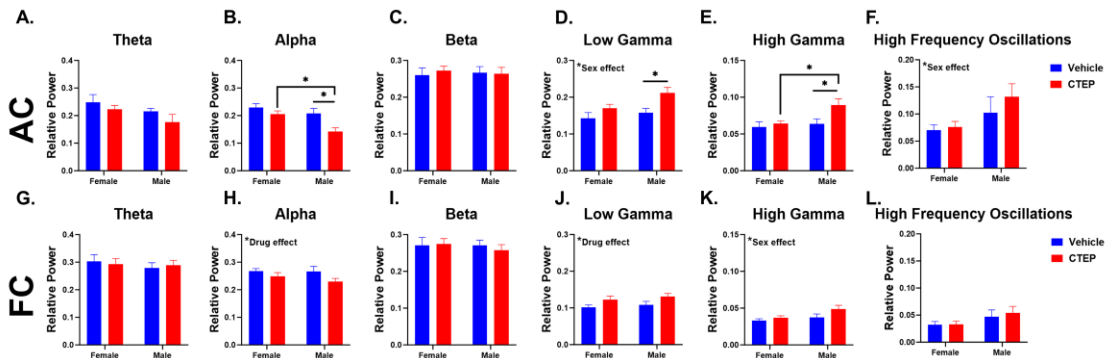 A. B. C. D. E. F.
Theta Alpha Beta Low Gamma High Gamma High Frequency Oscillations
AC
Relative Power
0.4
0.3
0.2
0.1
0.0
Female Male
Relative Power
0.4
0.3
0.2
0.1
0.0
*
*
Female Male
Relative Power
0.3
0.2
0.1
0.0
Female Male
Relative Power
0.3
0.2
0.1
0.0
*Sex effect
*
Female Male
Relative Power
0.15
0.10
0.05
0.00
*
*
Female Male
Relative Power
0.20
0.15
0.10
0.05
0.00
*Sex effect
Female Male
Vehicle
CTEP
G. H. I. J. K. L.
Theta Alpha Beta Low Gamma High Gamma High Frequency Oscillations
FC
Relative Power
0.4
0.3
0.2
0.1
0.0
Female Male
Relative Power
0.4
0.3
0.2
0.1
0.0
*Drug effect
Female Male
Relative Power
0.3
0.2
0.1
0.0
Female Male
Relative Power
0.3
0.2
0.1
0.0
*Drug effect
Female Male
Relative Power
0.15
0.10
0.05
0.00
*Sex effect
Female Male
Relative Power
0.20
0.15
0.10
0.05
0.00
Female Male
Vehicle
CTEP